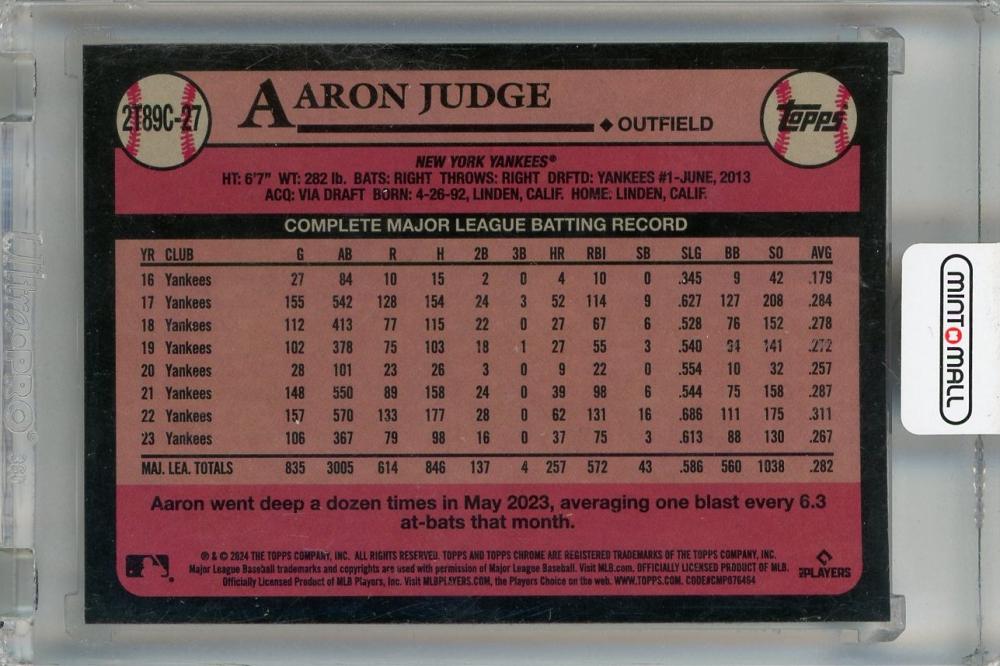 2T89C-27
AARON JUDGE
◆ OUTFIELD
Topps
NEW YORK YANKEES®
HT: 6'7" WT: 282 lb. BATS: RIGHT THROWS: RIGHT DRFTD: YANKEES #1-JUNE, 2013
ACQ: VIA DRAFT BORN: 4-26-92, LINDEN, CALIF. HOME: LINDEN, CALIF.
COMPLETE MAJOR LEAGUE BATTING RECORD
YR CLUB G AB R H 2B 3B HR RBI SB SLG BB SO AVG
16 Yankees 27 84 10 15 2 0 4 10 0 .345 9 42 .179
17 Yankees 155 542 128 154 24 3 52 114 9 .627 127 208 .284
18 Yankees 112 413 77 115 22 0 27 67 6 .528 76 152 .278
19 Yankees 102 378 75 103 18 1 27 55 3 .540 141 .272
20 Yankees 28 101 23 26 3 0 9 22 0 .554 10 32 .257
21 Yankees 148 550 89 158 24 0 39 98 6 .544 75 158 .287
22 Yankees 157 570 133 177 28 0 62 131 16 .686 111 175 .311
23 Yankees 106 367 79 98 16 0 37 75 3 .613 88 130 .267
MAJ. LEA. TOTALS 835 3005 614 846 137 4 257 572 43 .586 560 1038 .282
Aaron went deep a dozen times in May 2023, averaging one blast every 6.3
at-bats that month.
® & © 2024 THE TOPPS COMPANY, INC. ALL RIGHTS RESERVED. TOPPS AND TOPPS CHROME ARE REGISTERED TRADEMARKS OF THE TOPPS COMPANY, INC.
Major League Baseball trademarks and copyrights are used with permission of Major League Baseball. Visit MLB.com. OFFICIALLY LICENSED PRODUCT OF MLB.
Officially Licensed Product of MLB Players, Inc. Visit MLBPLAYERS.COM, the Players Choice on the web. WWW.TOPPS.COM. CODE#CMP076464
PLAYERS
MINTOMALL
UltraPRO®